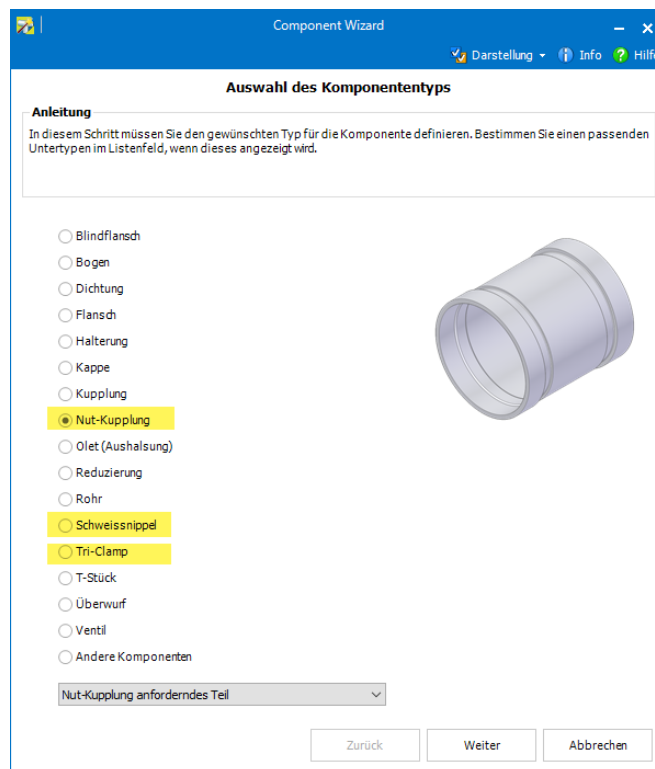 Component Wizard
Darstellung
Info
Hilfe
Auswahl des Komponententyps
Anleitung
In diesem Schritt müssen Sie den gewünschten Typ für die Komponente definieren. Bestimmen Sie einen passenden
Untertypen im Listenfeld, wenn dieses angezeigt wird.
Blindflansch
Bogen
Dichtung
Flansch
Halterung
Kappe
Kupplung
Nut-Kupplung
Olet (Aushalsung)
Reduzierung
Rohr
Schweissnippel
Tri-Clamp
T-Stück
Überwurf
Ventil
Andere Komponenten
Nut-Kupplung anforderndes Teil
Zurück
Weiter
Abbrechen